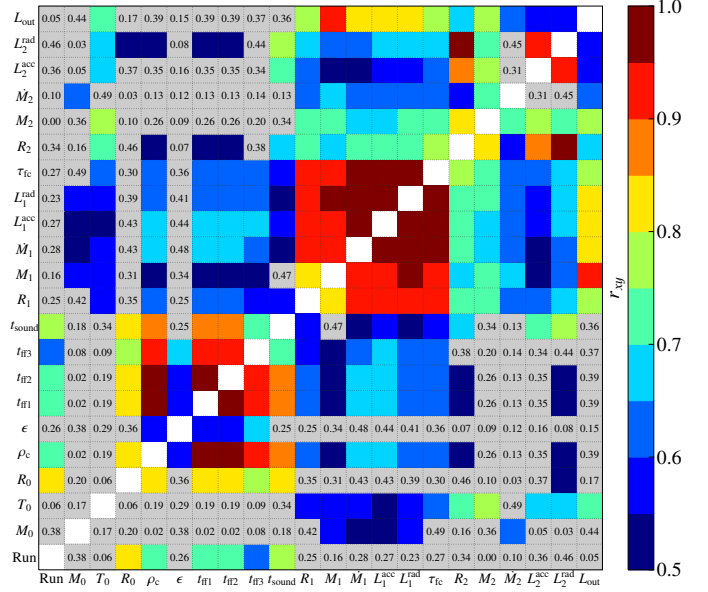 L_out 0.05 0.44 0.17 0.39 0.15 0.39 0.39 0.37 0.36
L_2^rad 0.46 0.03 0.08 0.44 0.45
L_2^acc 0.36 0.05 0.37 0.35 0.16 0.35 0.35 0.34 0.31
Ṁ_2 0.10 0.49 0.03 0.13 0.12 0.13 0.13 0.14 0.13 0.31 0.45
M_2 0.00 0.36 0.10 0.26 0.09 0.26 0.26 0.20 0.34
R_2 0.34 0.16 0.46 0.07 0.38
τ_fc 0.27 0.49 0.30 0.36
L_1^rad 0.23 0.39 0.41
L_1^acc 0.27 0.43 0.44
Ṁ_1 0.28 0.43 0.48
M_1 0.16 0.31 0.34 0.47
R_1 0.25 0.42 0.35 0.25
t_sound 0.18 0.34 0.25 0.47 0.34 0.13 0.36
t_ff3 0.08 0.09 0.38 0.20 0.14 0.34 0.44 0.37
t_ff2 0.02 0.19 0.26 0.13 0.35 0.39
t_ff1 0.02 0.19 0.26 0.13 0.35 0.39
ϵ 0.26 0.38 0.29 0.36 0.25 0.25 0.34 0.48 0.44 0.41 0.36 0.07 0.09 0.12 0.16 0.08 0.15
ρ_c 0.02 0.19 0.26 0.13 0.35 0.39
R_0 0.20 0.06 0.36 0.35 0.31 0.43 0.43 0.39 0.30 0.46 0.10 0.03 0.37 0.17
T_0 0.06 0.17 0.06 0.19 0.29 0.19 0.19 0.09 0.34 0.49
M_0 0.38 0.17 0.20 0.02 0.38 0.02 0.02 0.08 0.18 0.42 0.49 0.16 0.36 0.05 0.03 0.44
Run 0.38 0.06 0.26 0.25 0.16 0.28 0.27 0.23 0.27 0.34 0.00 0.10 0.36 0.46 0.05
Run M_0 T_0 R_0 ρ_c ϵ t_ff1 t_ff2 t_ff3 t_sound R_1 M_1 Ṁ_1 L_1^acc L_1^rad τ_fc R_2 M_2 Ṁ_2 L_2^acc L_2^rad L_out
1.0
0.9
0.8
0.7
0.6
0.5
r_xy